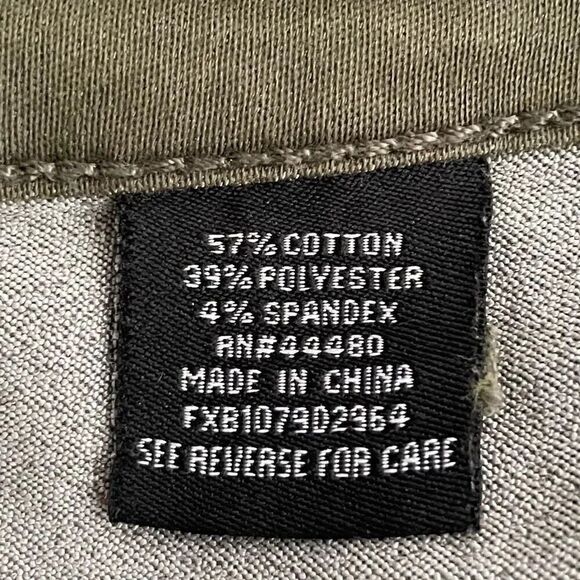 57% COTTON
39% POLYESTER
4% SPANDEX
RN#44480
MADE IN CHINA
FXB1079D2964
SEE REVERSE FOR CARE